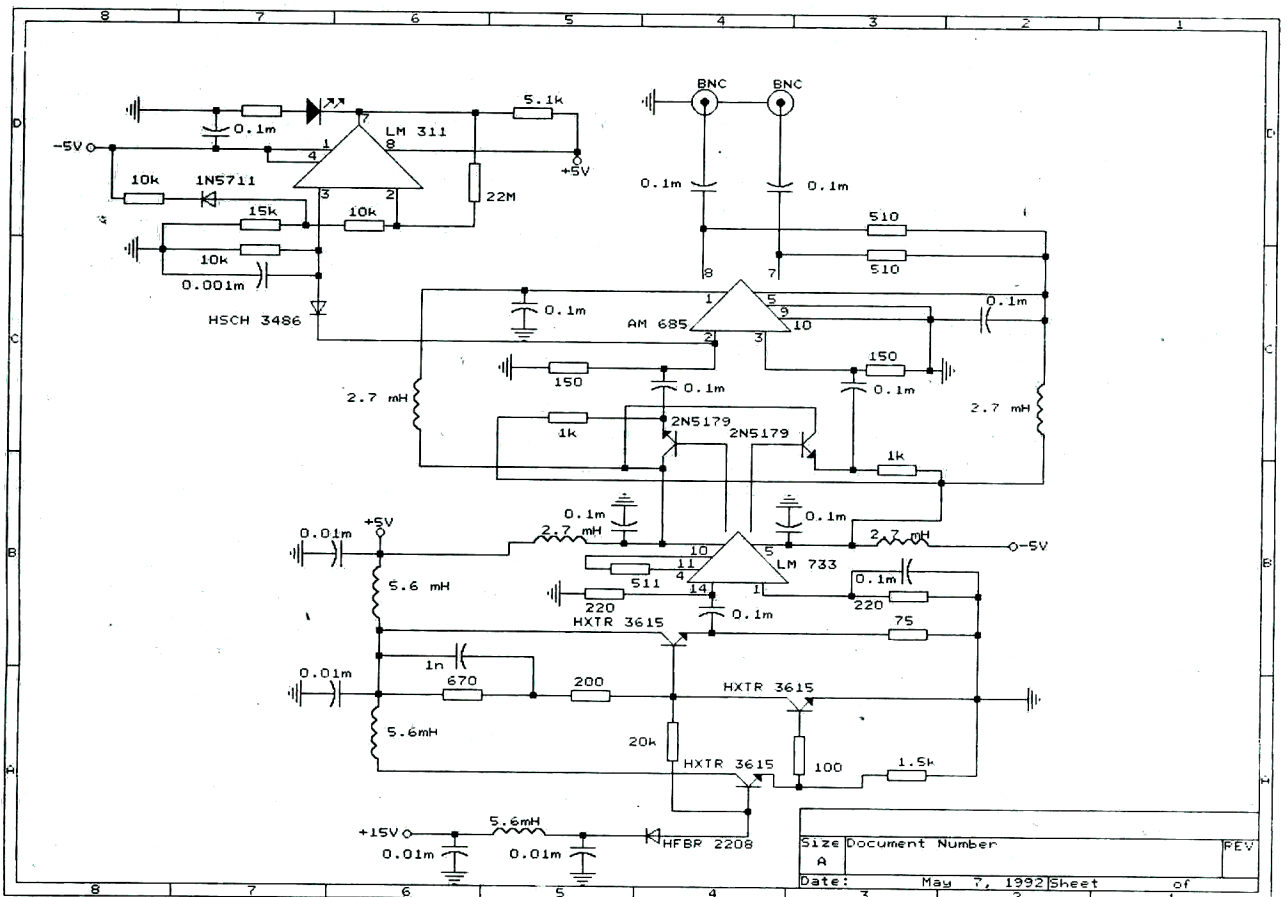 8 7 6 5 4 3 2 1
BNC BNC
D D
5.1k
0.1m
7
LM 311
-5V
1
8
4
+5V
10k 1N5711
3 2
22M
0.1m 0.1m
15k 10k
510
10k
510
0.001m
8 7
HSCH 3486
1 5
9
0.1m
0.1m
AM 685
10
2 3
C C
150
150
0.1m 0.1m
2.7 mH
2.7 mH
2N5179
2N5179
1k
1k
0.1m 0.1m
+5V
0.01m
2.7 mH 2.7 mH
-5V
B B
10 5
11
LM 733
4
511
0.1m
5.6 mH
14 1
220
220
0.1m
HXTR 3615
75
1n
0.01m
670 200
HXTR 3615
5.6mH
20k
100
HXTR 3615
1.5k
A A
5.6mH
+15V
HFBR 2208
0.01m 0.01m
Size Document Number REV
A
Date: May 7, 1992 Sheet of
8 7 6 5 4 3 2 1